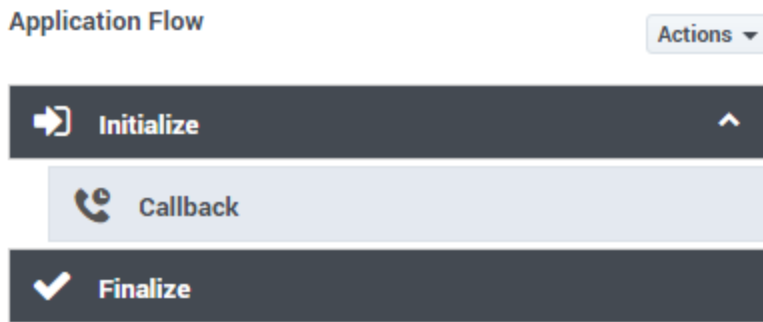 Application Flow
Actions
Initialize
Callback
Finalize